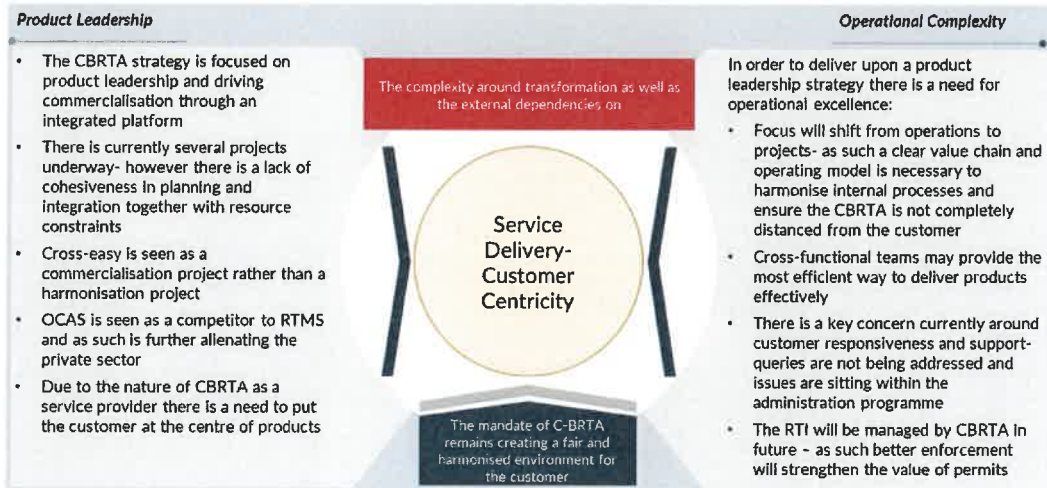 Product Leadership
• The CBRTA strategy is focused on
product leadership and driving
commercialisation through an
integrated platform
• There is currently several projects
underway- however there is a lack of
cohesiveness in planning and
integration together with resource
constraints
• Cross-easy is seen as a
commercialisation project rather than a
harmonisation project
• OCAS is seen as a competitor to RTMS
and as such is further alienating the
private sector
• Due to the nature of CBRTA as a
service provider there is a need to put
the customer at the centre of products
The complexity around transformation as well as
the external dependencies on
Service
Delivery-
Customer
Centricity
The mandate of C-BRTA
remains creating a fair and
harmonised environment for
the customer
Operational Complexity
In order to deliver upon a product
leadership strategy there is a need for
operational excellence:
• Focus will shift from operations to
projects- as such a clear value chain and
operating model is necessary to
harmonise internal processes and
ensure the CBRTA is not completely
distanced from the customer
• Cross-functional teams may provide the
most efficient way to deliver products
effectively
• There is a key concern currently around
customer responsiveness and support-
queries are not being addressed and
issues are sitting within the
administration programme
• The RTI will be managed by CBRTA in
future - as such better enforcement
will strengthen the value of permits